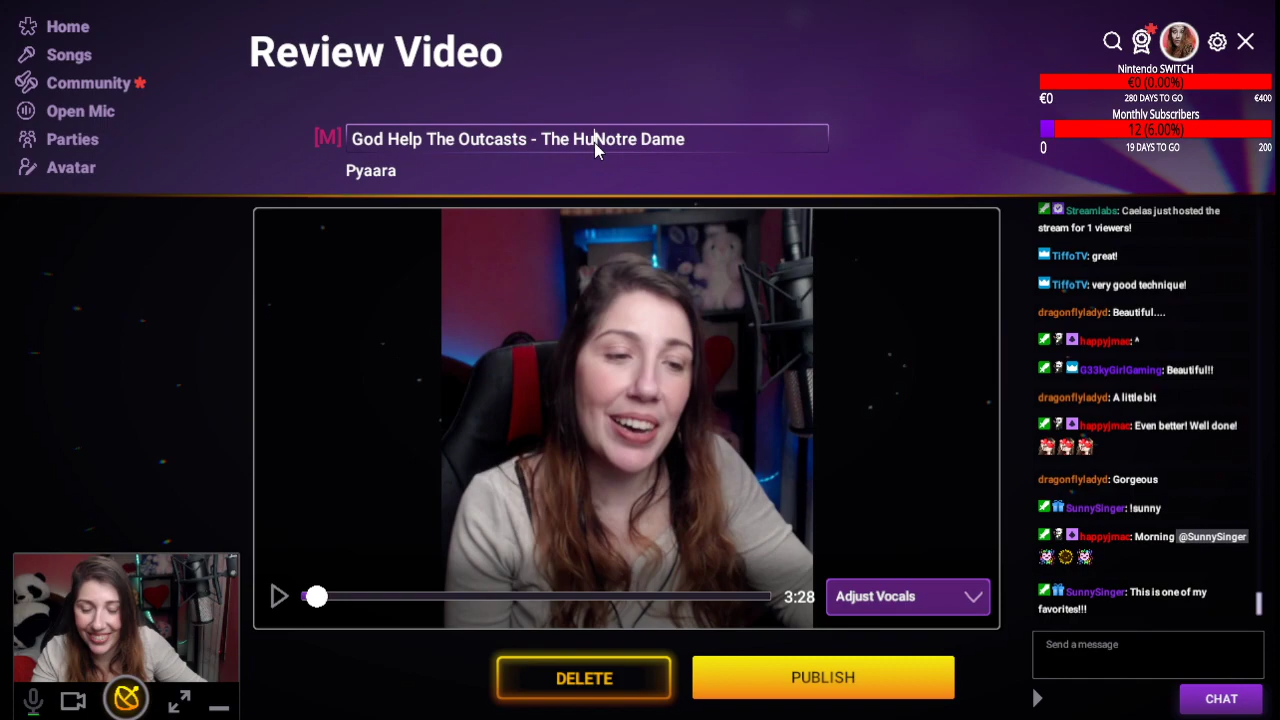 Home
Songs
Community *
Open Mic
Parties
Avatar
Review Video
[M] God Help The Outcasts - The HuNotre Dame
Pyaara
Nintendo SWITCH
€0 (0.00%)
€0 280 DAYS TO GO €400
Monthly Subscribers
12 (6.00%)
0 19 DAYS TO GO 200
Streamlabs: Caelas just hosted the
stream for 1 viewers!
TiffoTV: great!
TiffoTV: very good technique!
dragonflyladyd: Beautiful....
happyjmac: ^
G33kyGirlGaming: Beautiful!!
dragonflyladyd: A little bit
happyjmac: Even better! Well done!
dragonflyladyd: Gorgeous
SunnySinger: !sunny
happyjmac: Morning @SunnySinger
SunnySinger: This is one of my
favorites!!!
3:28
Adjust Vocals
DELETE
PUBLISH
Send a message
CHAT